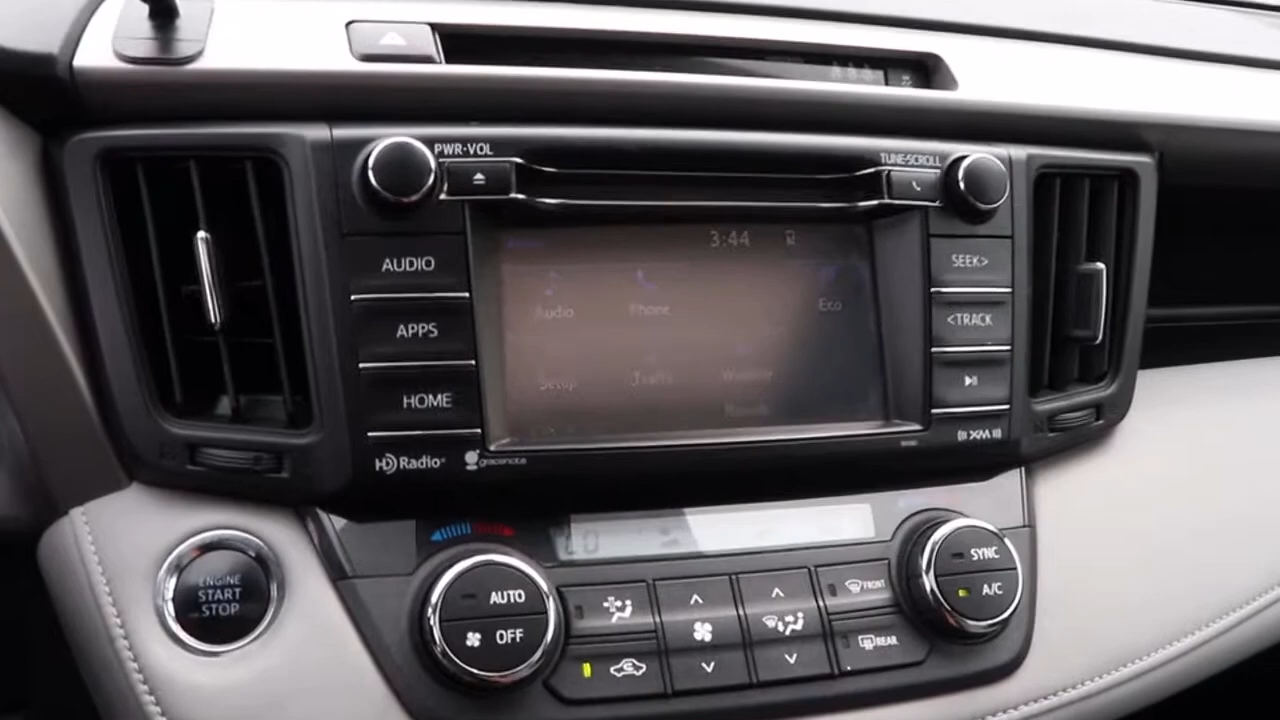 PWR·VOL
TUNE·SCROLL
AUDIO
APPS
HOME
SEEK>
<TRACK
3:44
Audio
Phone
Eco
Setup
Traffic
Weather
HD Radio
gracenote
XM
ENGINE
START
STOP
AUTO
OFF
FRONT
REAR
SYNC
A/C